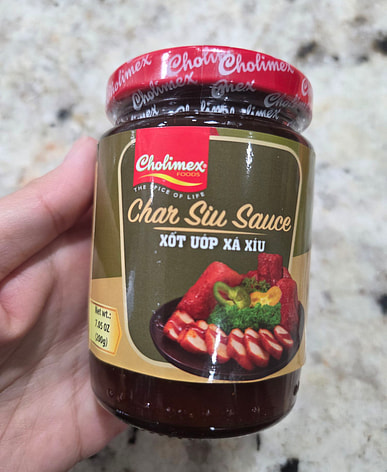 Cholimex Cholimex
Cholimex
FOODS
THE SPICE OF LIFE
Char Siu Sauce
XỐT ƯỚP XÁ XÍU
Net wt.:
7.05 OZ
(200g)